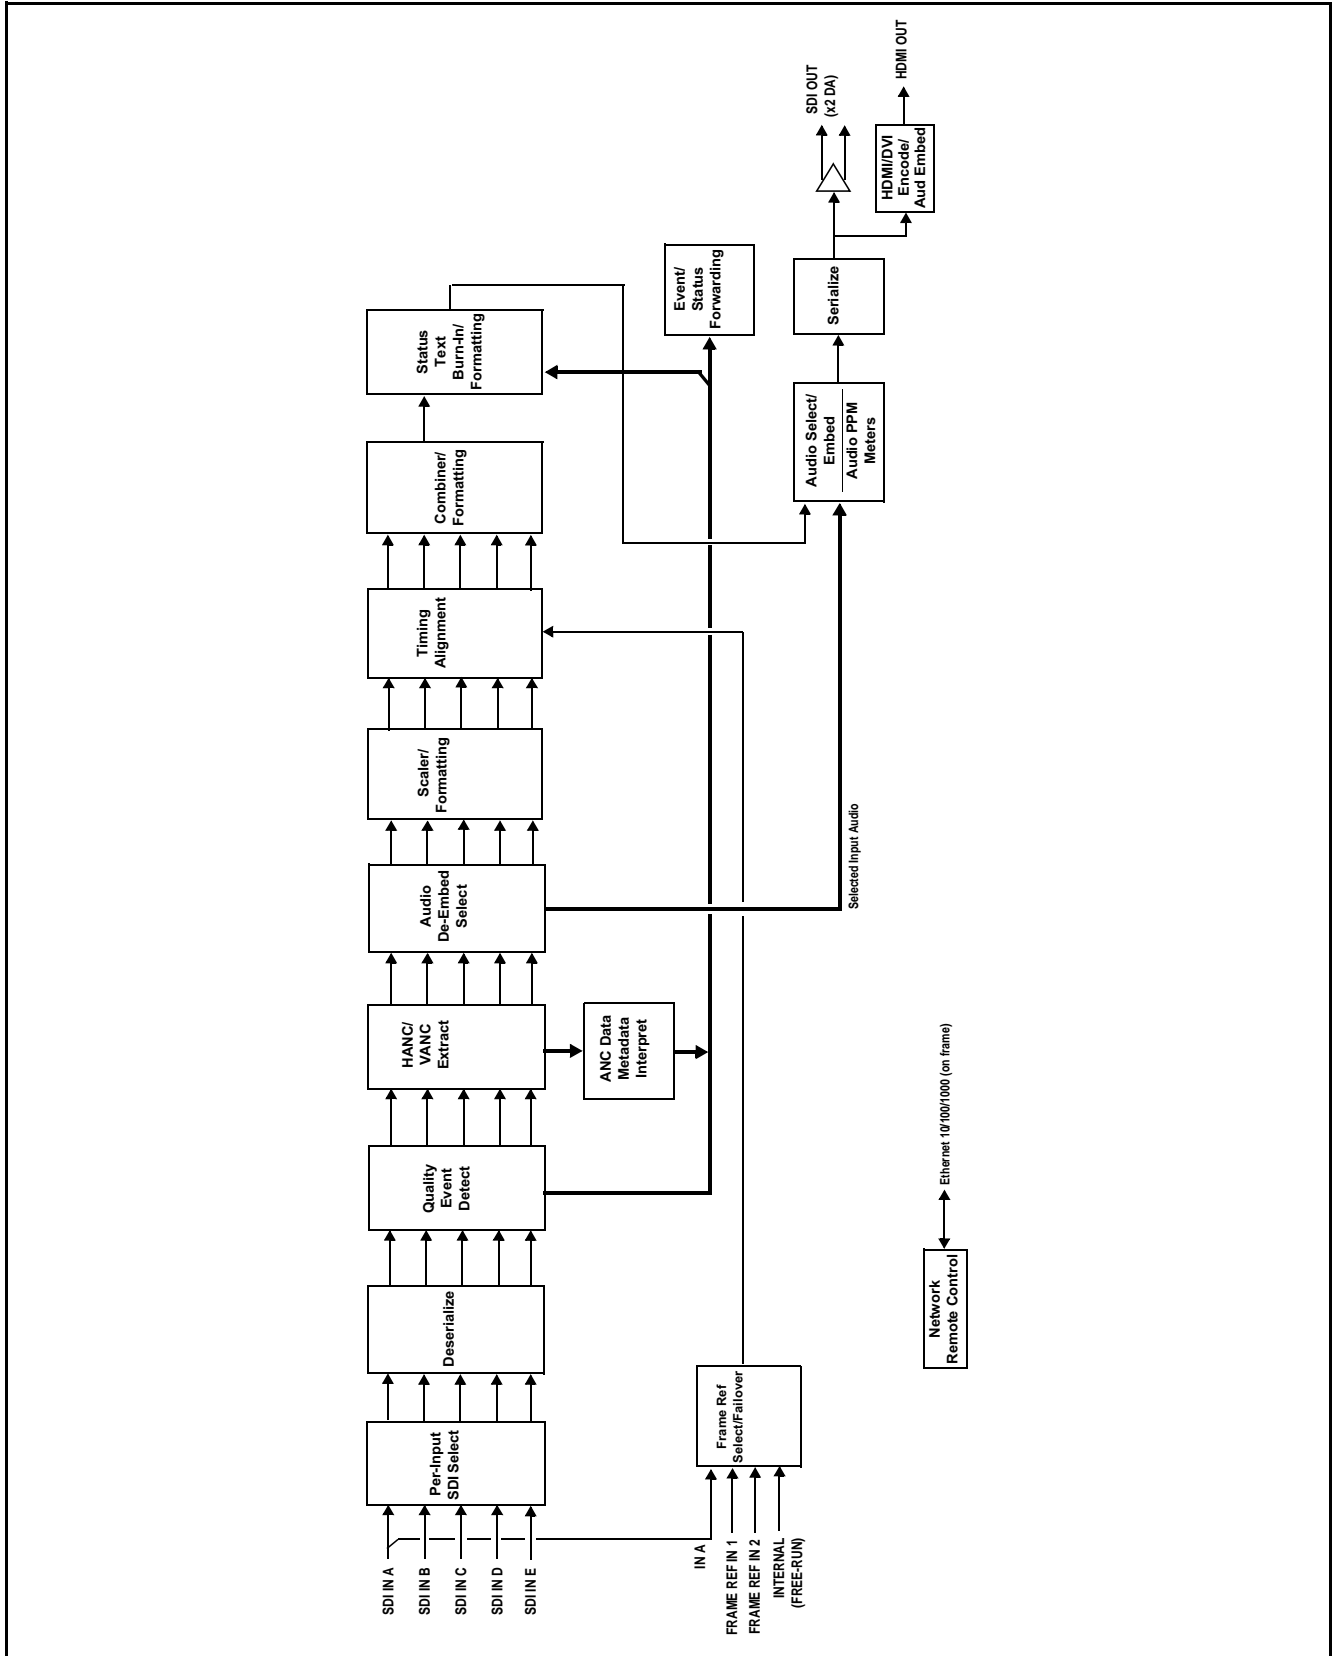 SDI IN A
SDI IN B
SDI IN C
SDI IN D
SDI IN E
Per-Input
SDI Select
Deserialize
Quality
Event
Detect
HANC/
VANC
Extract
Audio
De-Embed
Select
Scaler/
Formatting
Timing
Alignment
Combiner/
Formatting
Status
Text
Burn-In/
Formatting
ANC Data
Metadata
Interpret
Event/
Status
Forwarding
IN A
FRAME REF IN 1
FRAME REF IN 2
INTERNAL
(FREE-RUN)
Frame Ref
Select/Failover
Selected Input Audio
Audio Select/
Embed
Audio PPM
Meters
Serialize
SDI OUT
(x2 DA)
HDMI/DVI
Encode/
Aud Embed
HDMI OUT
Network
Remote Control
Ethernet 10/100/1000 (on frame)